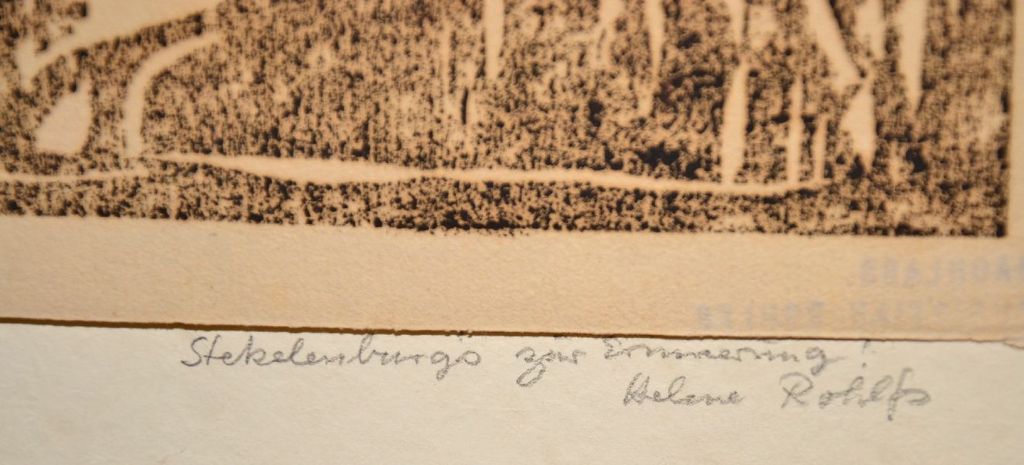 Stekelenburgs zur Erinnerung!
Helene Rohlfs